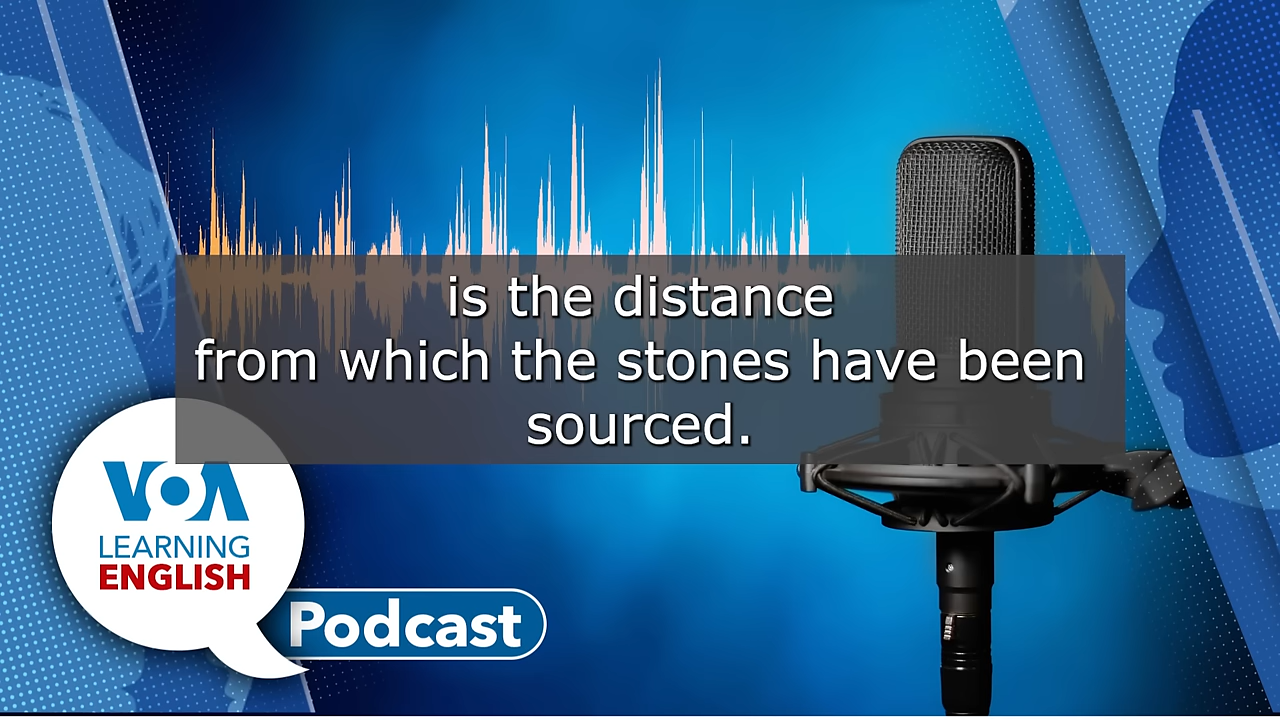 is the distance
from which the stones have been
sourced.
VOA
LEARNING
ENGLISH
Podcast